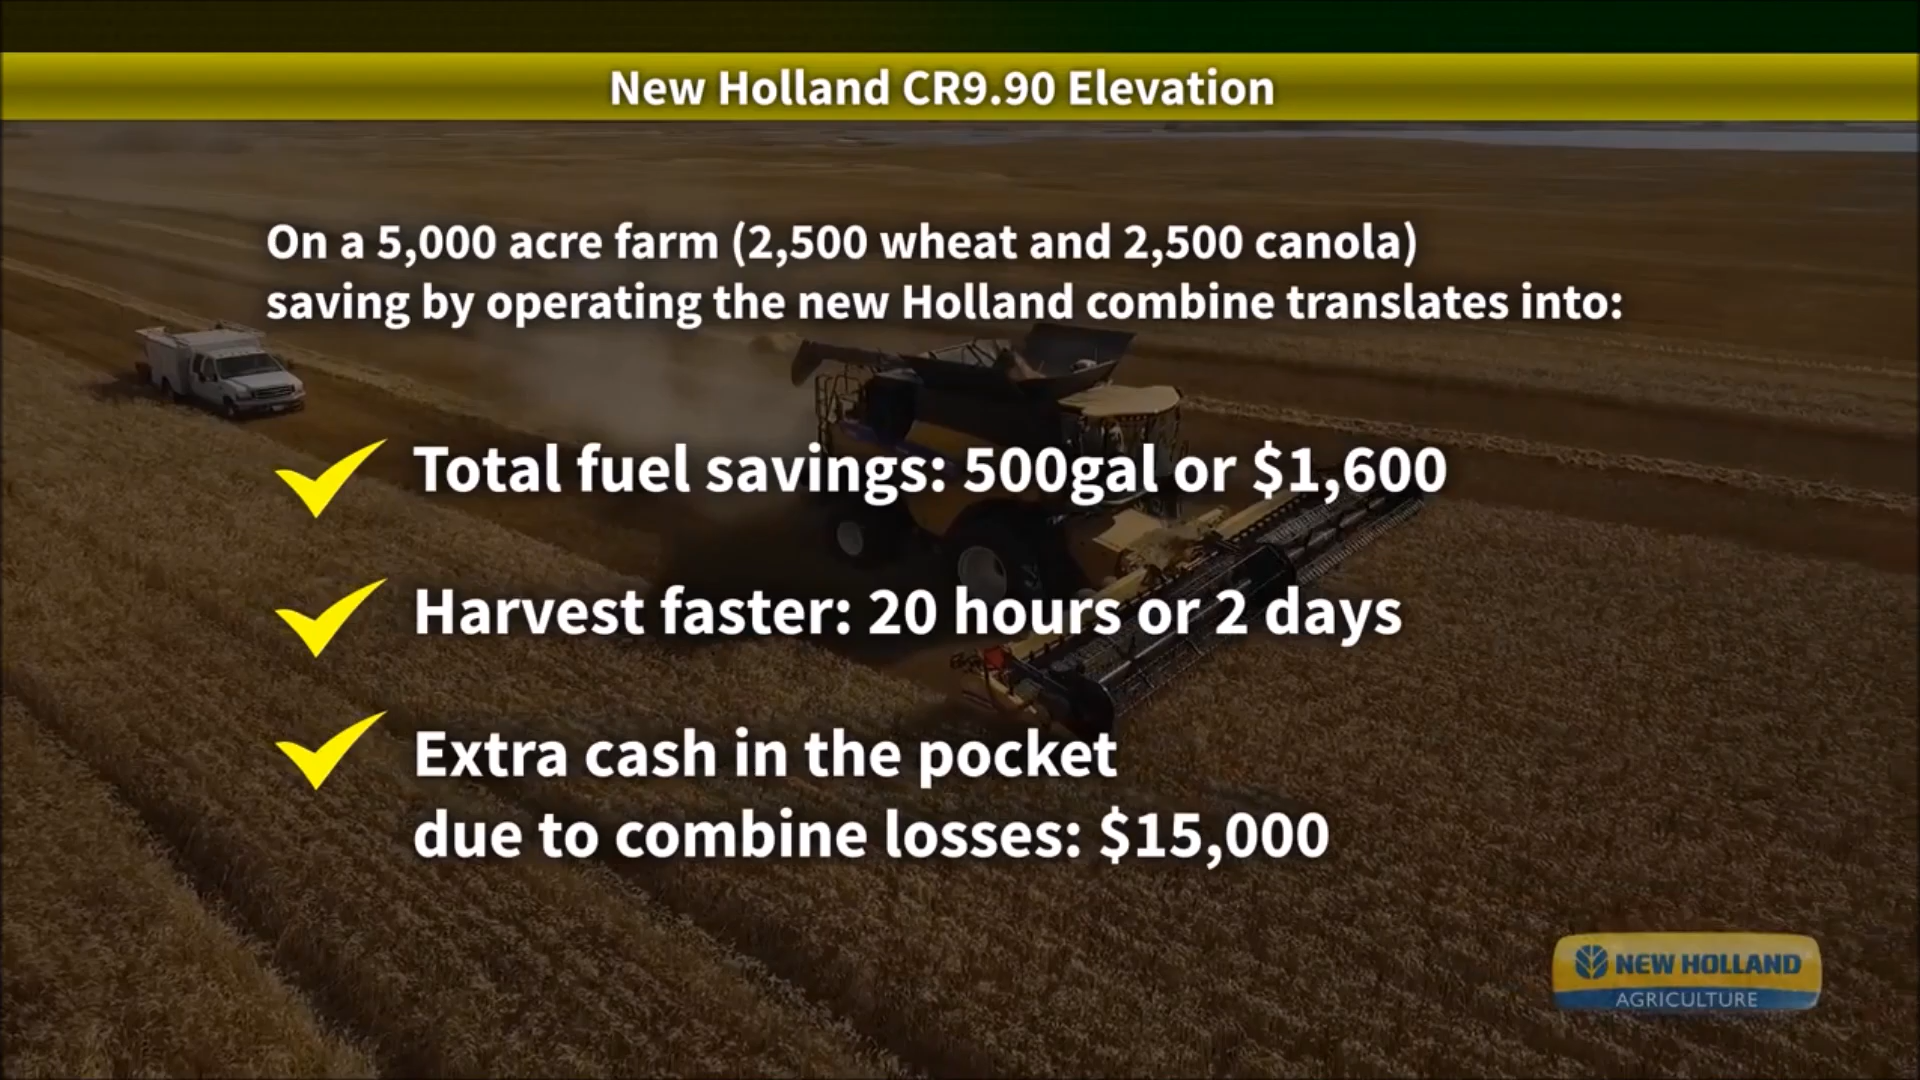 New Holland CR9.90 Elevation
On a 5,000 acre farm (2,500 wheat and 2,500 canola)
saving by operating the new Holland combine translates into:
Total fuel savings: 500gal or $1,600
Harvest faster: 20 hours or 2 days
Extra cash in the pocket
due to combine losses: $15,000
NEW HOLLAND
AGRICULTURE